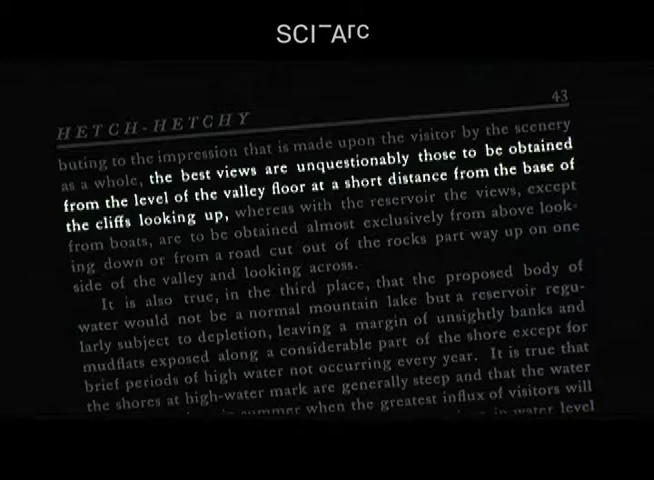 SCI-Arc
HETCH-HETCHY 43
buting to the impression that is made upon the visitor by the scenery
as a whole, the best views are unquestionably those to be obtained
from the level of the valley floor at a short distance from the base of
the cliffs looking up, whereas with the reservoir the views, except
from boats, are to be obtained almost exclusively from above look-
ing down or from a road cut out of the rocks part way up on one
side of the valley and looking across.
It is also true, in the third place, that the proposed body of
water would not be a normal mountain lake but a reservoir regu-
larly subject to depletion, leaving a margin of unsightly banks and
mudflats exposed along a considerable part of the shore except for
brief periods of high water not occurring every year. It is true that
the shores at high-water mark are generally steep and that the water
in summer when the greatest influx of visitors will
in water level